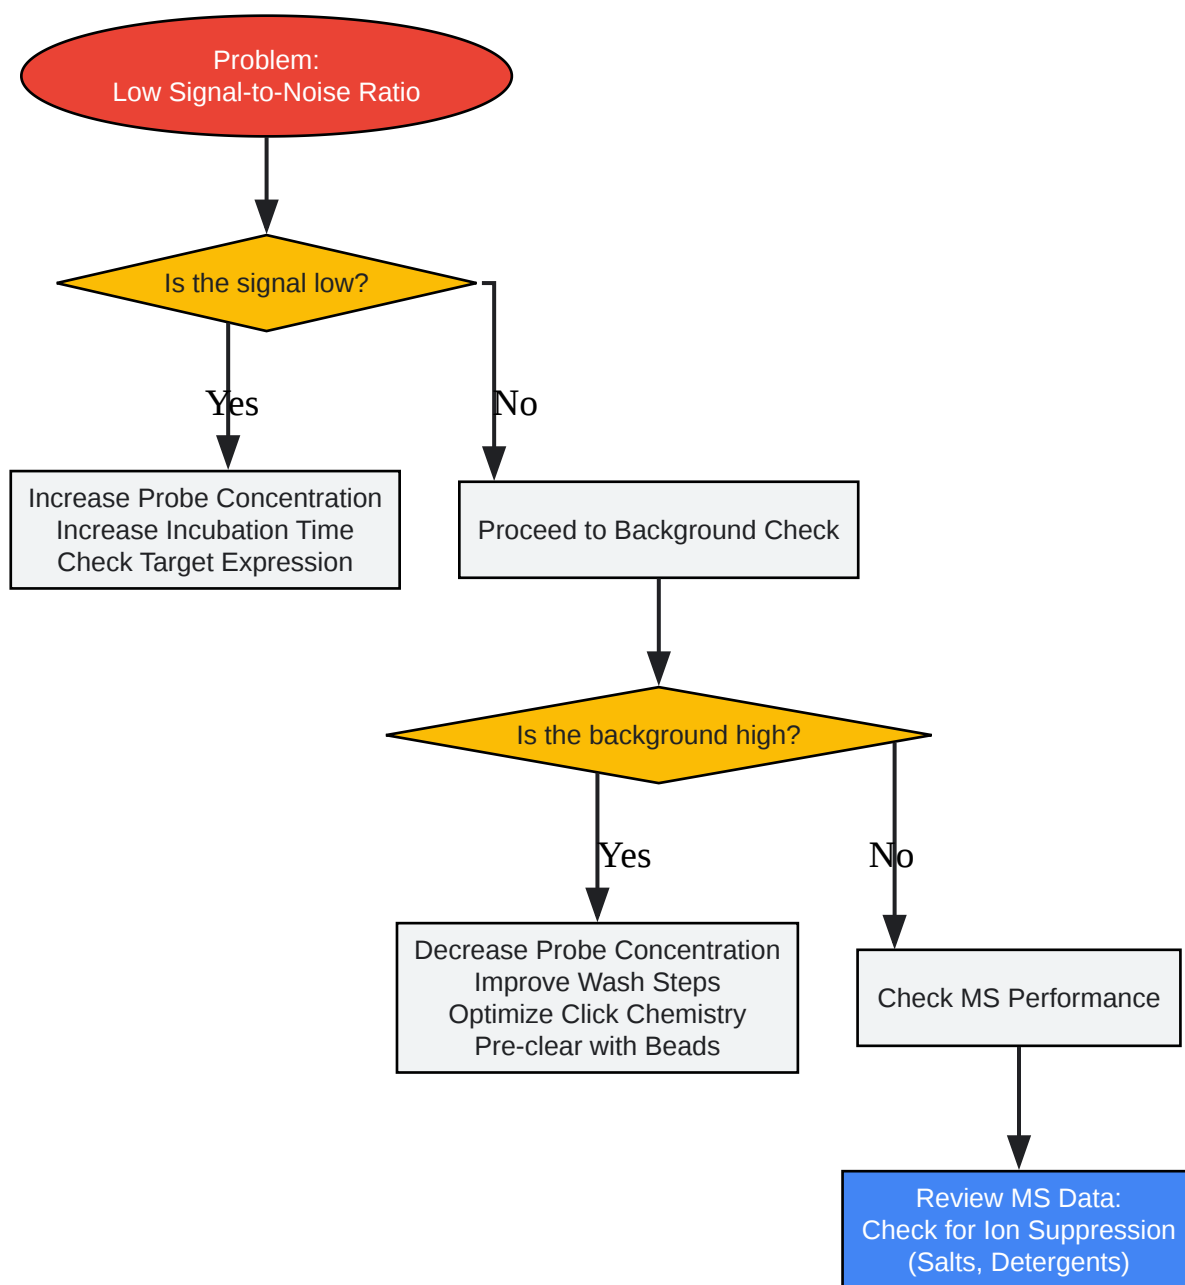 Problem:
Low Signal-to-Noise Ratio
Is the signal low?
Yes
No
Increase Probe Concentration
Increase Incubation Time
Check Target Expression
Proceed to Background Check
Is the background high?
Yes
No
Decrease Probe Concentration
Improve Wash Steps
Optimize Click Chemistry
Pre-clear with Beads
Check MS Performance
Review MS Data:
Check for Ion Suppression
(Salts, Detergents)